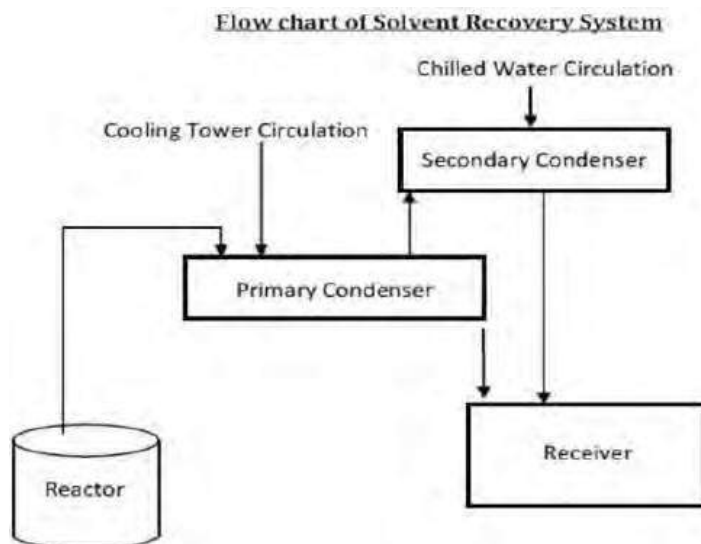 Flow chart of Solvent Recovery System
Chilled Water Circulation
Cooling Tower Circulation
Secondary Condenser
Primary Condenser
Receiver
Reactor